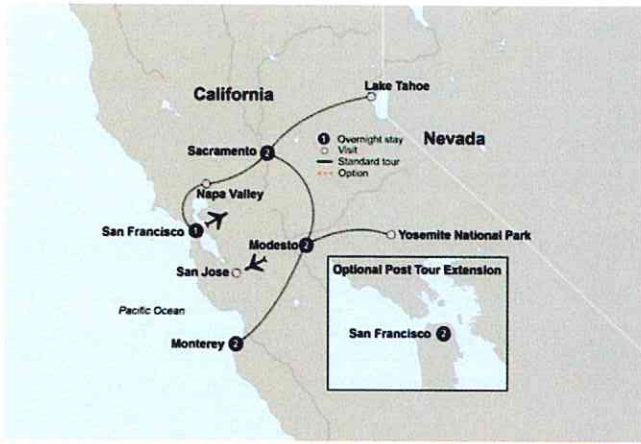 Lake Tahoe
California
1 Overnight stay
Visit
Standard tour
Option
Nevada
Sacramento 2
Napa Valley
San Francisco 1
Modesto 2
Yosemite National Park
San Jose
Optional Post Tour Extension
Pacific Ocean
San Francisco 2
Monterey 2